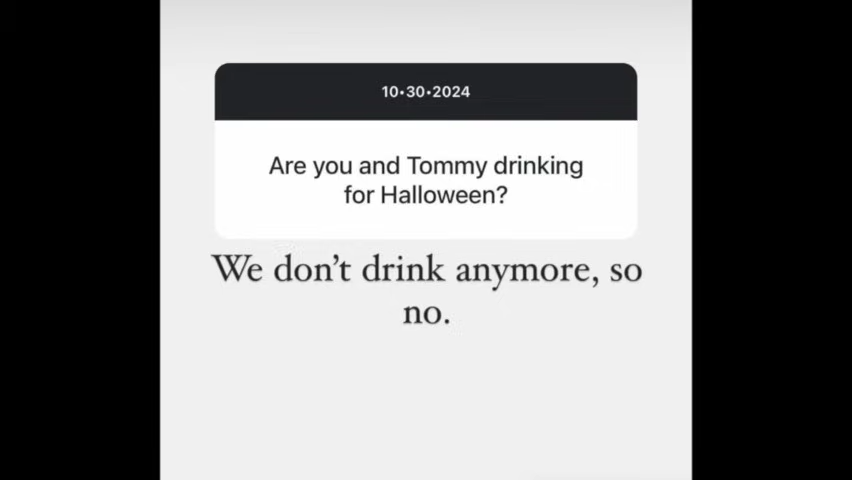 10•30•2024
Are you and Tommy drinking
for Halloween?
We don’t drink anymore, so
no.